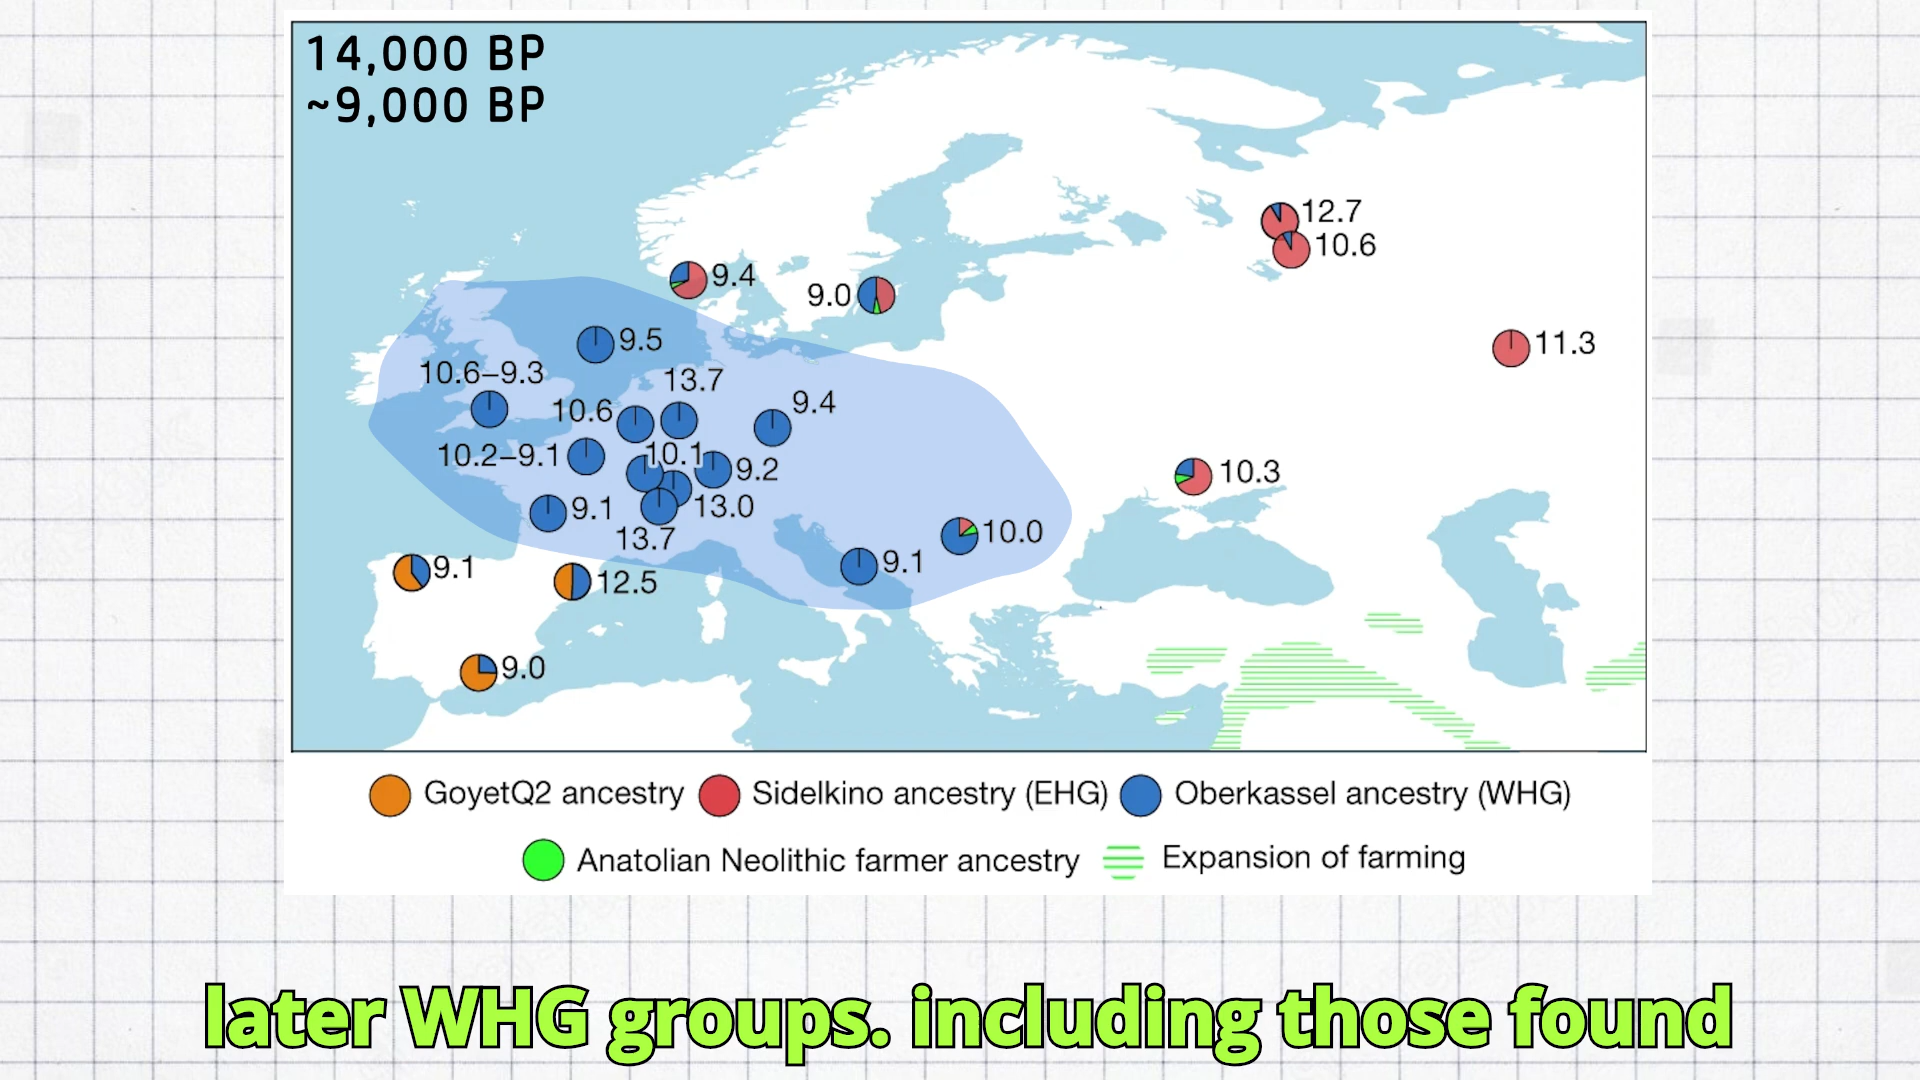 14,000 BP
~9,000 BP
12.7
10.6
9.4
9.0
9.5
11.3
10.6–9.3
13.7
10.6
9.4
10.2–9.1
10.1
9.2
10.3
9.1
13.0
13.7
10.0
9.1
9.1
12.5
9.0
GoyetQ2 ancestry
Sidelkino ancestry (EHG)
Oberkassel ancestry (WHG)
Anatolian Neolithic farmer ancestry
Expansion of farming
later WHG groups. including those found